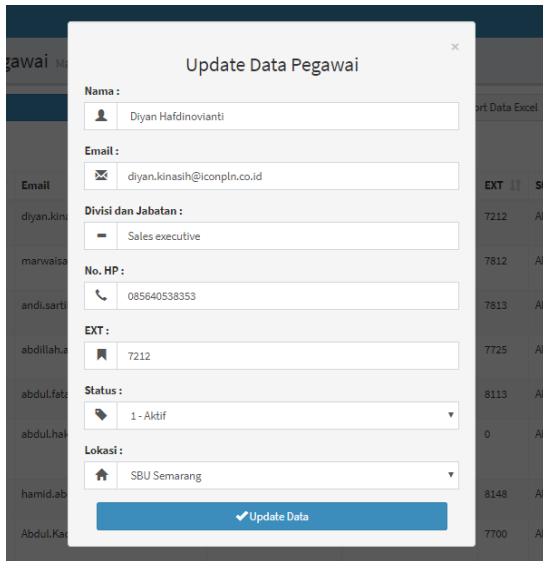 gawai
Update Data Pegawai
×
Nama :
Diyan Hafdinovianti
Email :
diyan.kinasih@iconpln.co.id
Divisi dan Jabatan :
Sales executive
No. HP :
085640538353
EXT :
7212
Status :
1 - Aktif
Lokasi :
SBU Semarang
Update Data
ort Data Excel
Email EXT
diyan.kin 7212
marwaisa 7812
andi.sarti 7813
abdillah.a 7725
abdul.fata 8113
abdul.hak 0
hamid.ab 8148
Abdul.Kad 7700